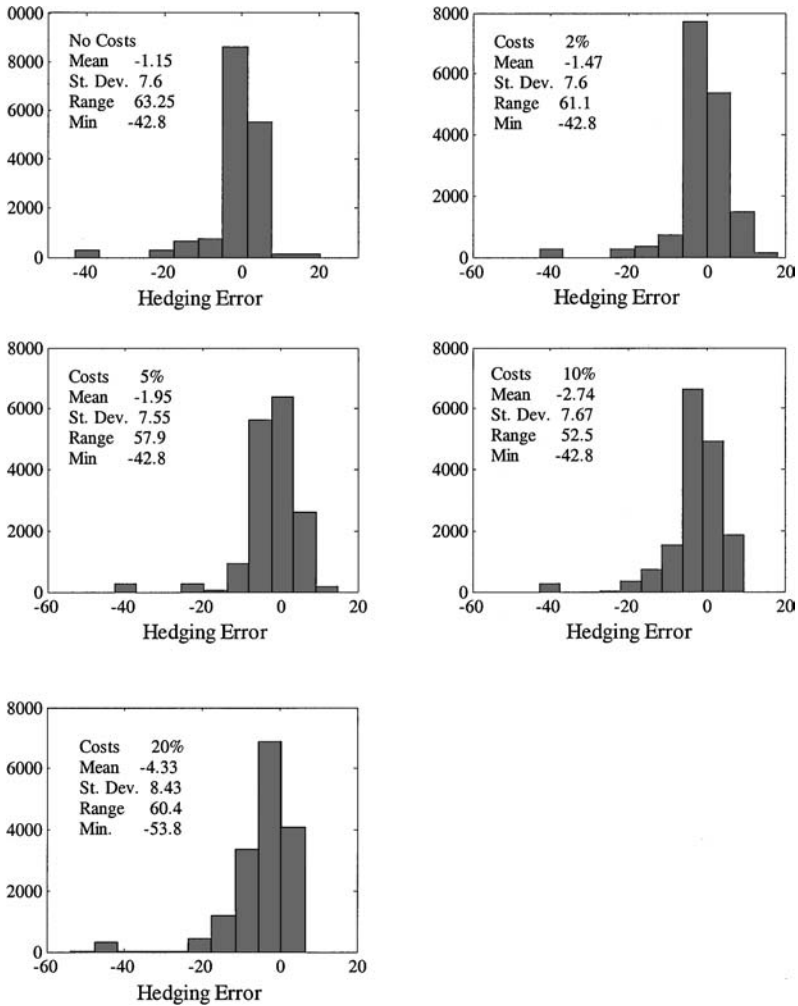 0000
8000
6000
4000
2000
0
-40
-20
0
20
No Costs
Mean -1.15
St. Dev. 7.6
Range 63.25
Min -42.8
Hedging Error
8000
6000
4000
2000
0
-60
-40
-20
0
20
Costs 2%
Mean -1.47
St. Dev. 7.6
Range 61.1
Min -42.8
Hedging Error
8000
6000
4000
2000
0
-60
-40
-20
0
20
Costs 5%
Mean -1.95
St. Dev. 7.55
Range 57.9
Min -42.8
Hedging Error
8000
6000
4000
2000
0
-60
-40
-20
0
20
Costs 10%
Mean -2.74
St. Dev. 7.67
Range 52.5
Min -42.8
Hedging Error
8000
6000
4000
2000
0
-60
-40
-20
0
20
Costs 20%
Mean -4.33
St. Dev. 8.43
Range 60.4
Min. -53.8
Hedging Error